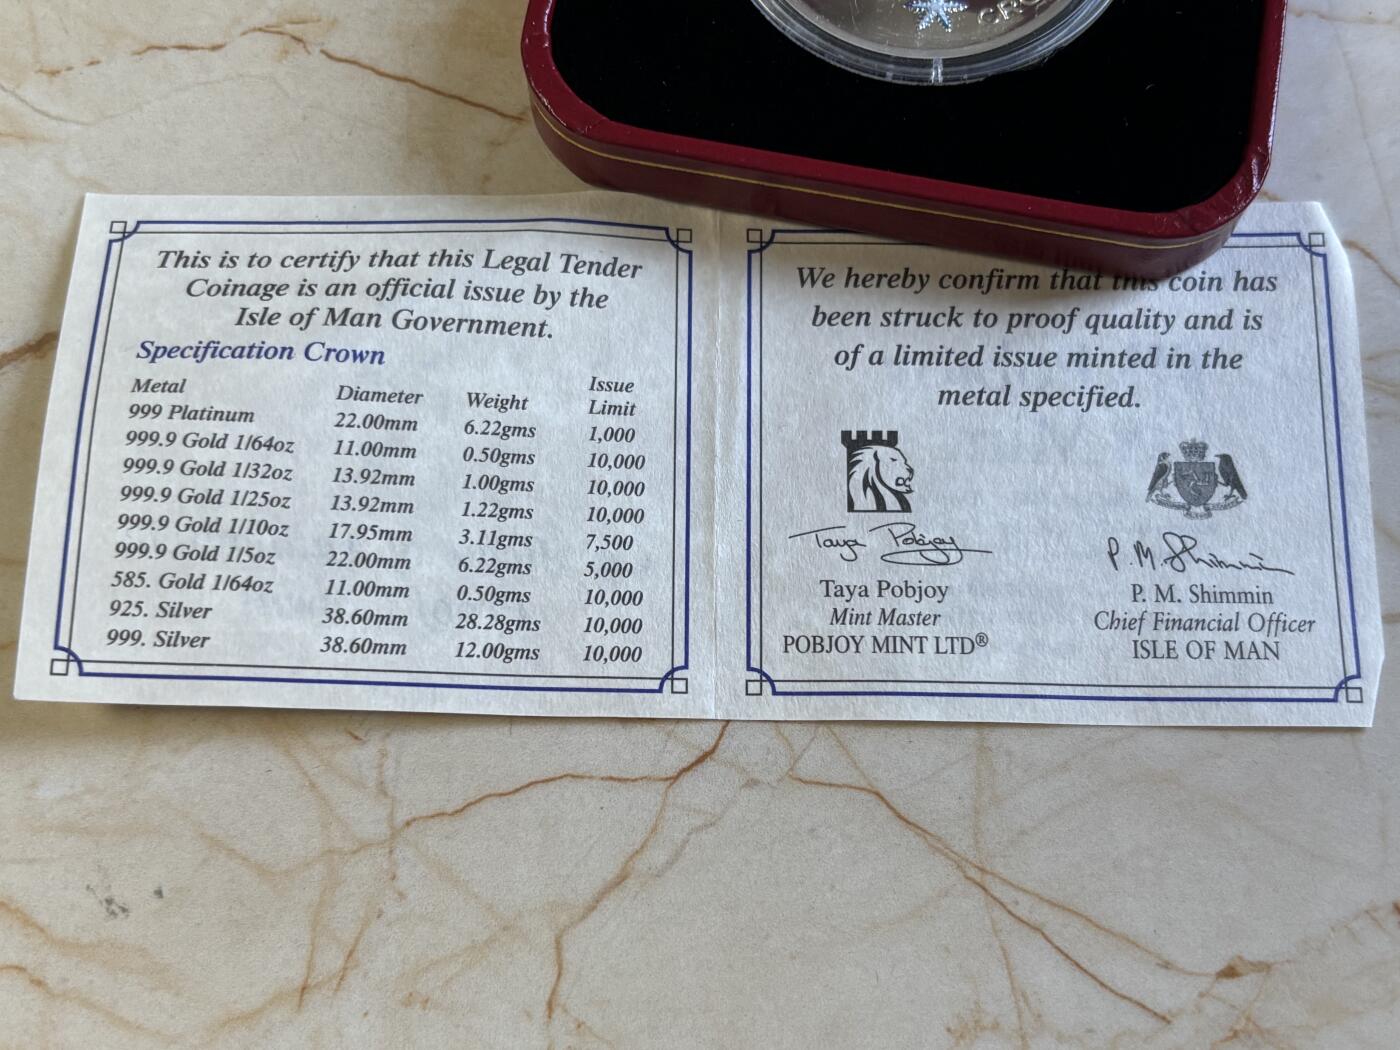 CRO
This is to certify that this Legal Tender
Coinage is an official issue by the
Isle of Man Government.
Specification Crown
Metal Diameter Weight Issue Limit
999 Platinum 22.00mm 6.22gms 1,000
999.9 Gold 1/64oz 11.00mm 0.50gms 10,000
999.9 Gold 1/32oz 13.92mm 1.00gms 10,000
999.9 Gold 1/25oz 13.92mm 1.22gms 10,000
999.9 Gold 1/10oz 17.95mm 3.11gms 7,500
999.9 Gold 1/5oz 22.00mm 6.22gms 5,000
585. Gold 1/64oz 11.00mm 0.50gms 10,000
925. Silver 38.60mm 28.28gms 10,000
999. Silver 38.60mm 12.00gms 10,000
We hereby confirm that this coin has
been struck to proof quality and is
of a limited issue minted in the
metal specified.
Taya Pobjoy
Taya Pobjoy
Mint Master
POBJOY MINT LTD®
P. M. Shimmin
P. M. Shimmin
Chief Financial Officer
ISLE OF MAN